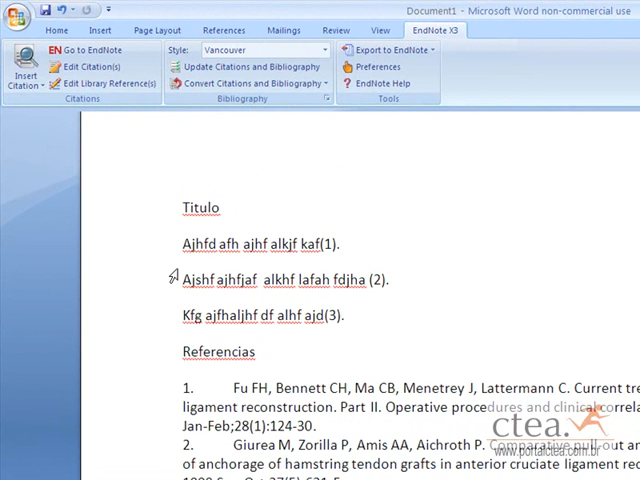 Document1 - Microsoft Word non-commercial use
Home Insert Page Layout References Mailings Review View EndNote X3
Insert Citation
EN Go to EndNote
Edit Citation(s)
Edit Library Reference(s)
Citations
Style: Vancouver
Update Citations and Bibliography
Convert Citations and Bibliography
Bibliography
Export to EndNote
Preferences
EndNote Help
Tools
Titulo
Ajhfd afh ajhf alkjf kaf(1).
Ajshf ajhfjaf alkhf lafah fdjha (2).
Kfg ajfhaljhf df alhf ajd(3).
Referencias
1. Fu FH, Bennett CH, Ma CB, Menetrey J, Lattermann C. Current tre
ligament reconstruction. Part II. Operative procedures and clinical correla
Jan-Feb;28(1):124-30.
2. Giurea M, Zorilla P, Amis AA, Aichroth P. Comparative pull-out an
of anchorage of hamstring tendon grafts in anterior cruciate ligament rec
ctea.
www.portalctea.com.br